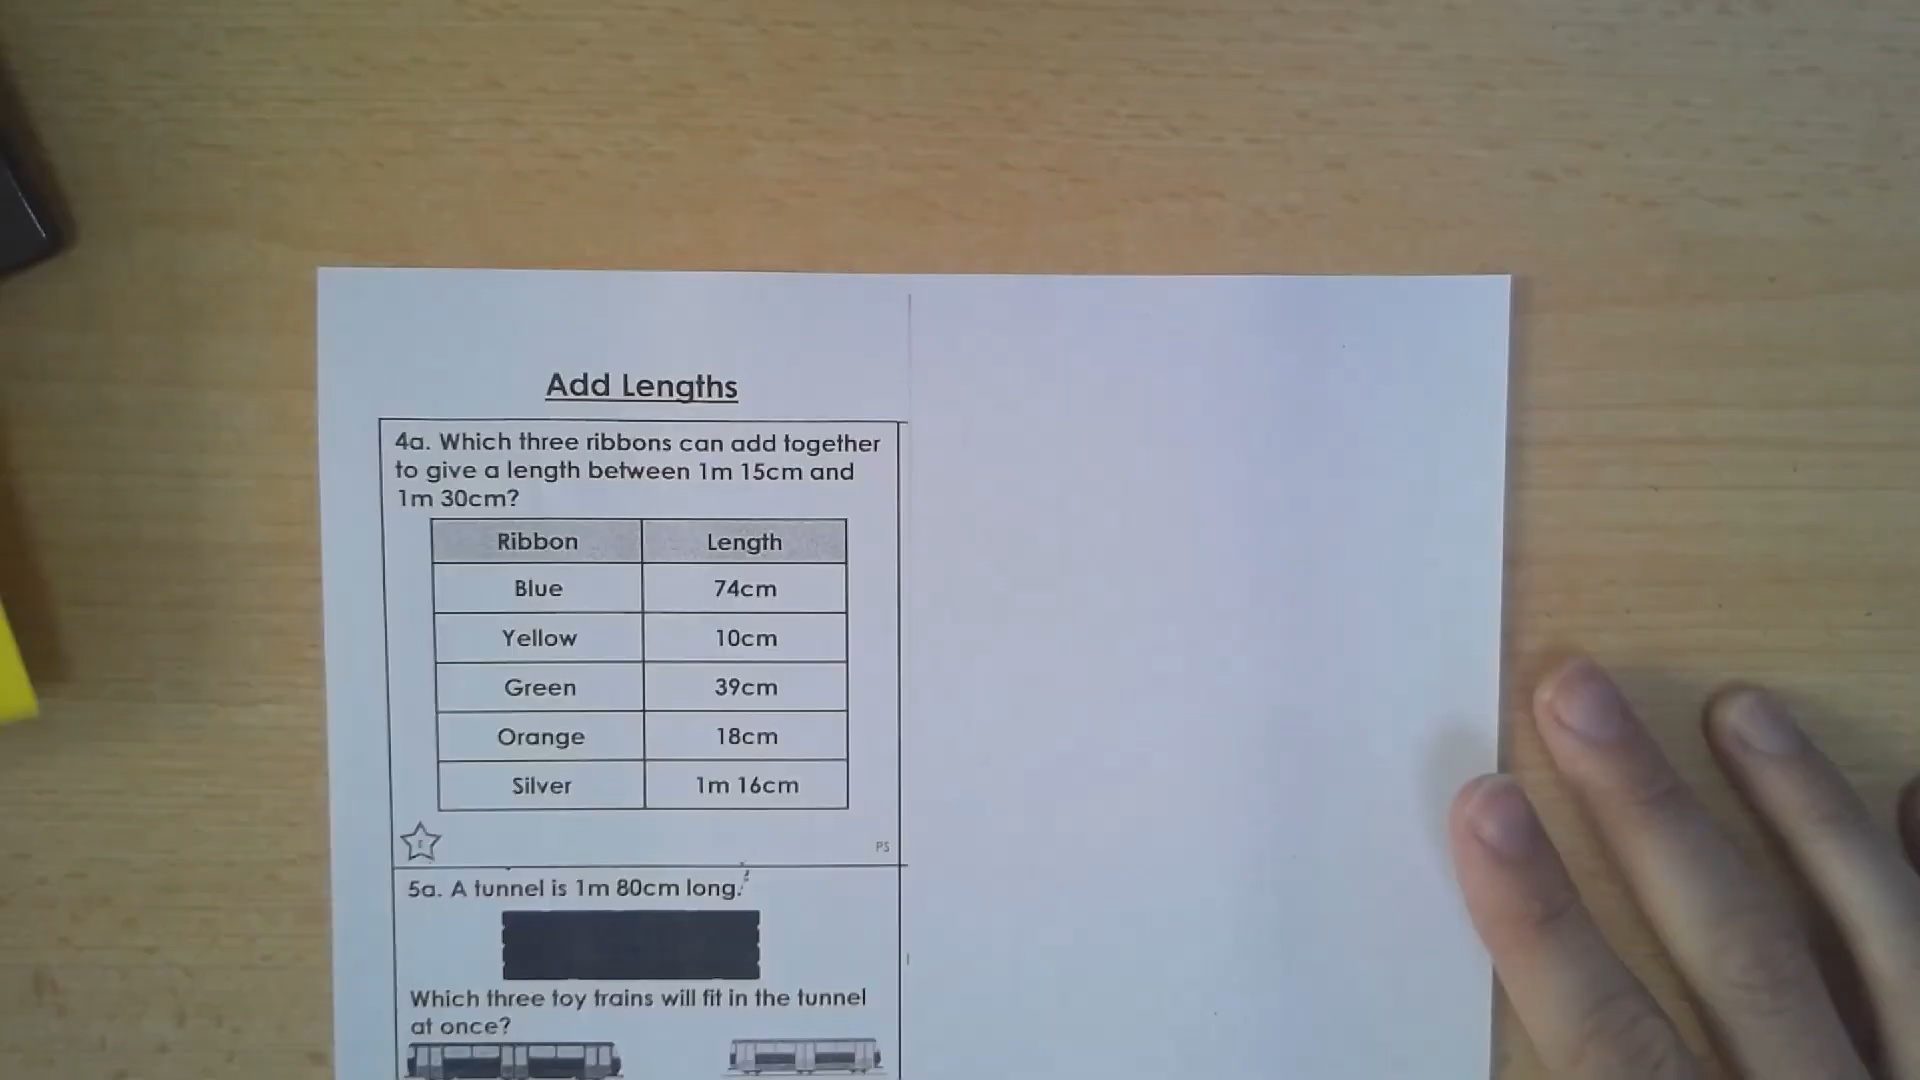 Add Lengths
4a. Which three ribbons can add together
to give a length between 1m 15cm and
1m 30cm?
Ribbon Length
Blue 74cm
Yellow 10cm
Green 39cm
Orange 18cm
Silver 1m 16cm
PS
5a. A tunnel is 1m 80cm long.
Which three toy trains will fit in the tunnel
at once?